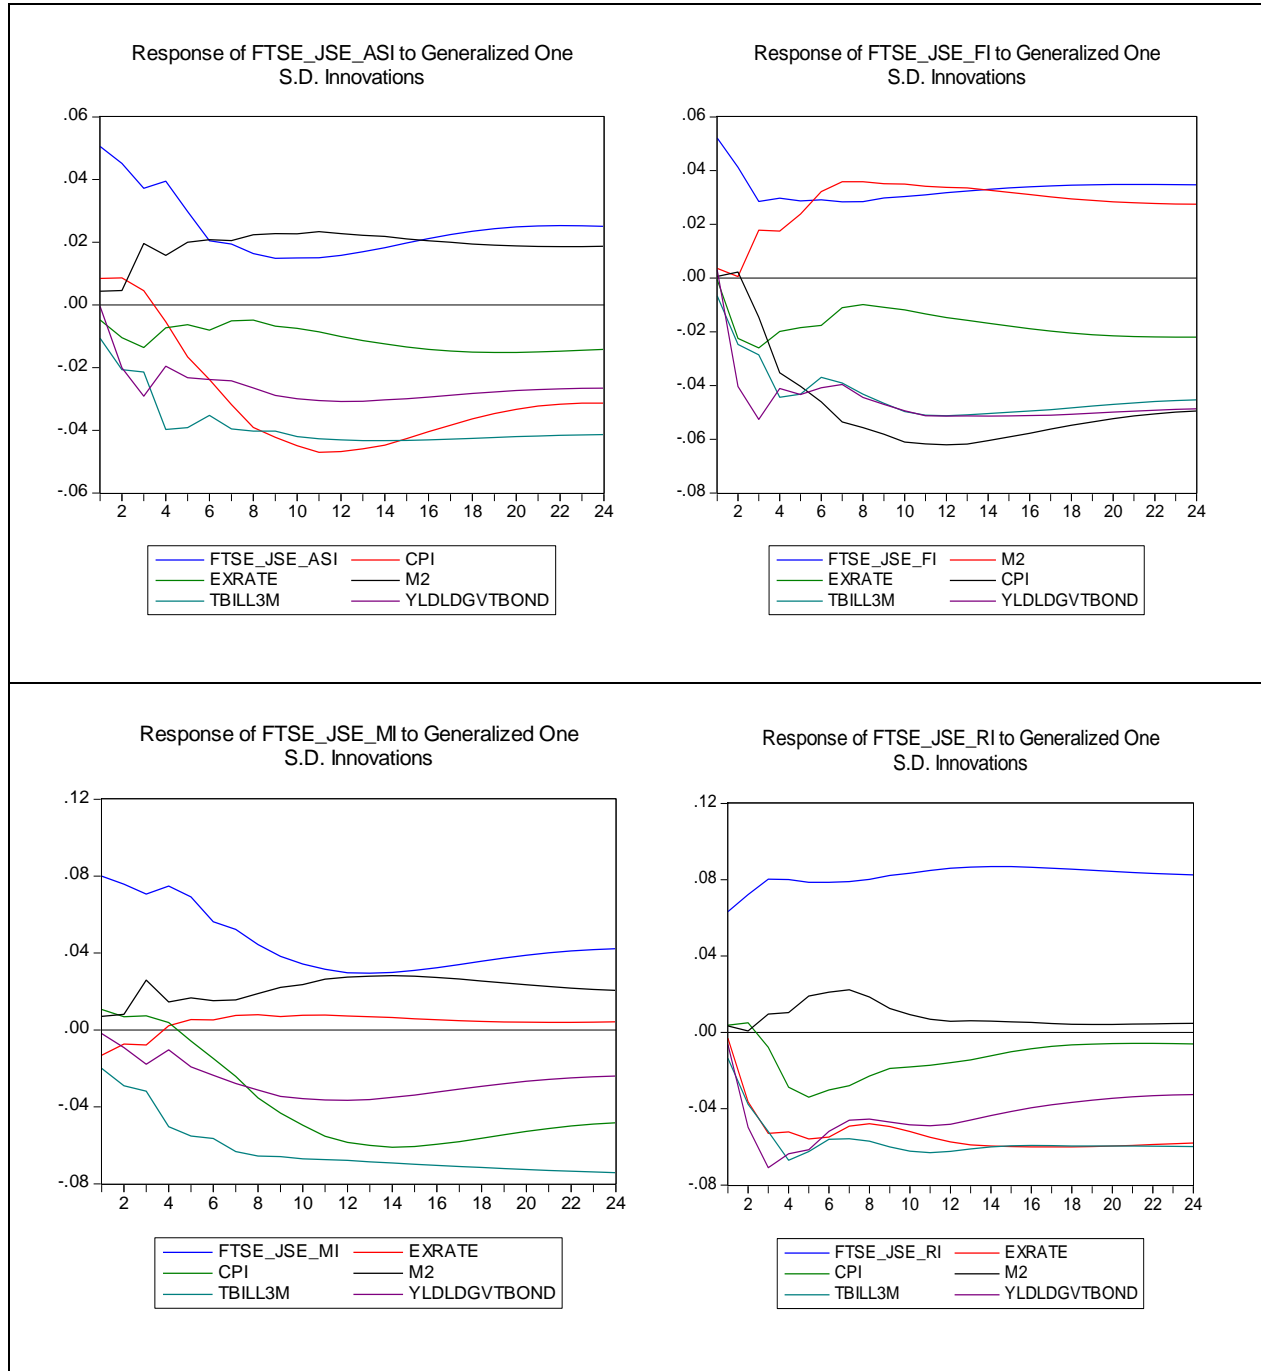 Response of FTSE_JSE_ASI to Generalized One
S.D. Innovations
.06
.04
.02
.00
-.02
-.04
-.06
2 4 6 8 10 12 14 16 18 20 22 24
FTSE_JSE_ASI CPI
EXRATE M2
TBILL3M YLDLDGVTBOND
Response of FTSE_JSE_FI to Generalized One
S.D. Innovations
.06
.04
.02
.00
-.02
-.04
-.06
-.08
2 4 6 8 10 12 14 16 18 20 22 24
FTSE_JSE_FI M2
EXRATE CPI
TBILL3M YLDLDGVTBOND
Response of FTSE_JSE_MI to Generalized One
S.D. Innovations
.12
.08
.04
.00
-.04
-.08
2 4 6 8 10 12 14 16 18 20 22 24
FTSE_JSE_MI EXRATE
CPI M2
TBILL3M YLDLDGVTBOND
Response of FTSE_JSE_RI to Generalized One
S.D. Innovations
.12
.08
.04
.00
-.04
-.08
2 4 6 8 10 12 14 16 18 20 22 24
FTSE_JSE_RI EXRATE
CPI M2
TBILL3M YLDLDGVTBOND